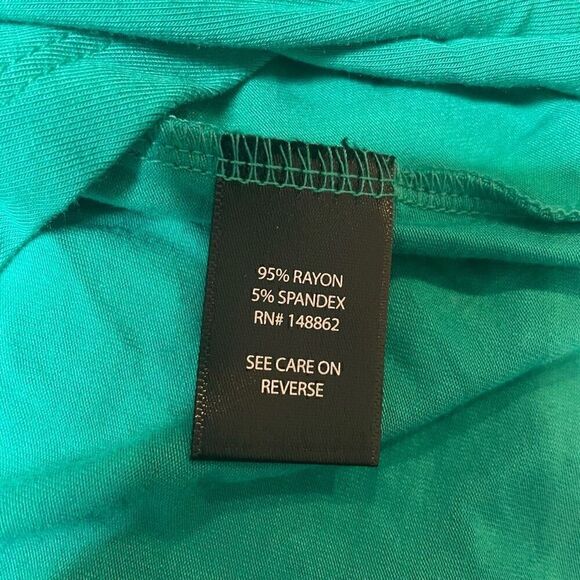 95% RAYON
5% SPANDEX
RN# 148862
SEE CARE ON
REVERSE